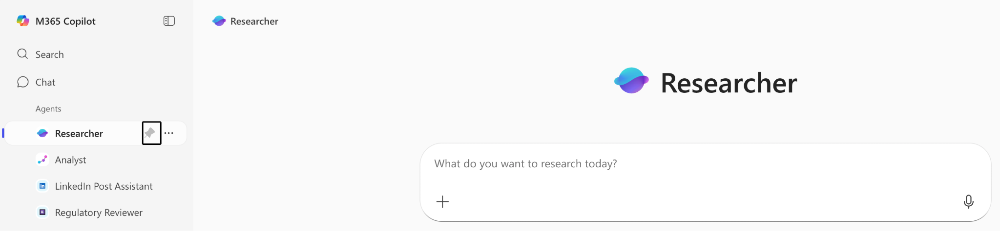 M365 Copilot
Search
Chat
Agents
Researcher
Analyst
LinkedIn Post Assistant
Regulatory Reviewer
Researcher
Researcher
What do you want to research today?